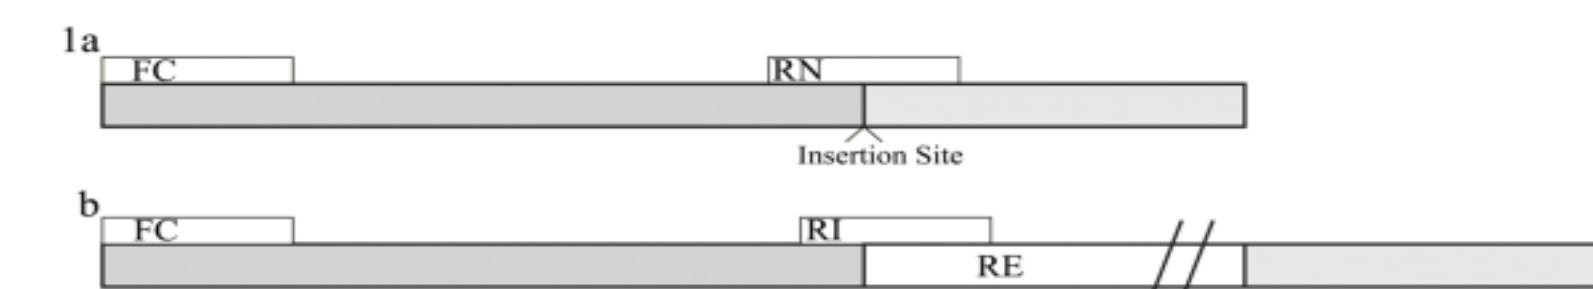 1a
FC RN
Insertion Site
b
FC RI
RE